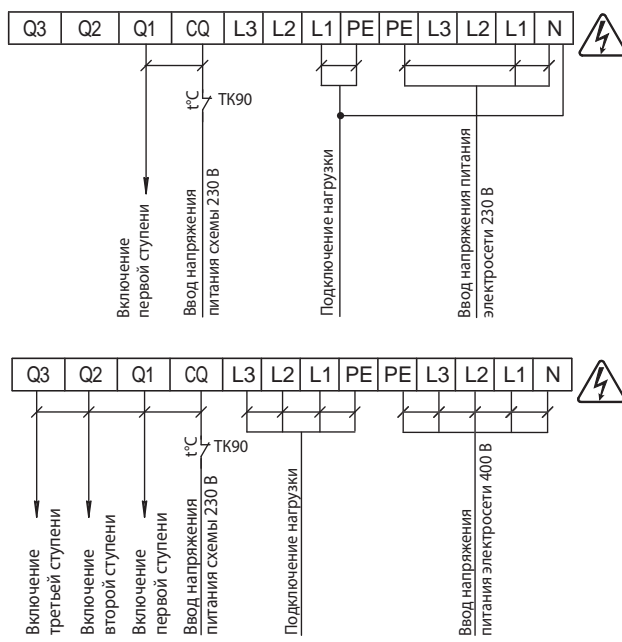 Q3 Q2 Q1 CQ L3 L2 L1 PE PE L3 L2 L1 N
t°C
TK90
Включение
первой ступени
Ввод напряжения
питания схемы 230 В
Подключение нагрузки
Ввод напряжения питания
электросети 230 В
Q3 Q2 Q1 CQ L3 L2 L1 PE PE L3 L2 L1 N
t°C
TK90
Включение
третьей ступени
Включение
второй ступени
Включение
первой ступени
Ввод напряжения
питания схемы 230 В
Подключение нагрузки
Ввод напряжения
питания электросети 400 В